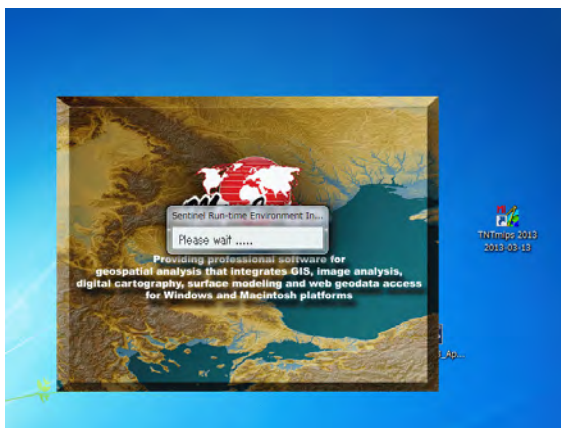 Sentinel Run-time Environment In...
Please wait .....
Providing professional software for
geospatial analysis that integrates GIS, image analysis,
digital cartography, surface modeling and web geodata access
for Windows and Macintosh platforms
TNTmips 2013
2013-03-13